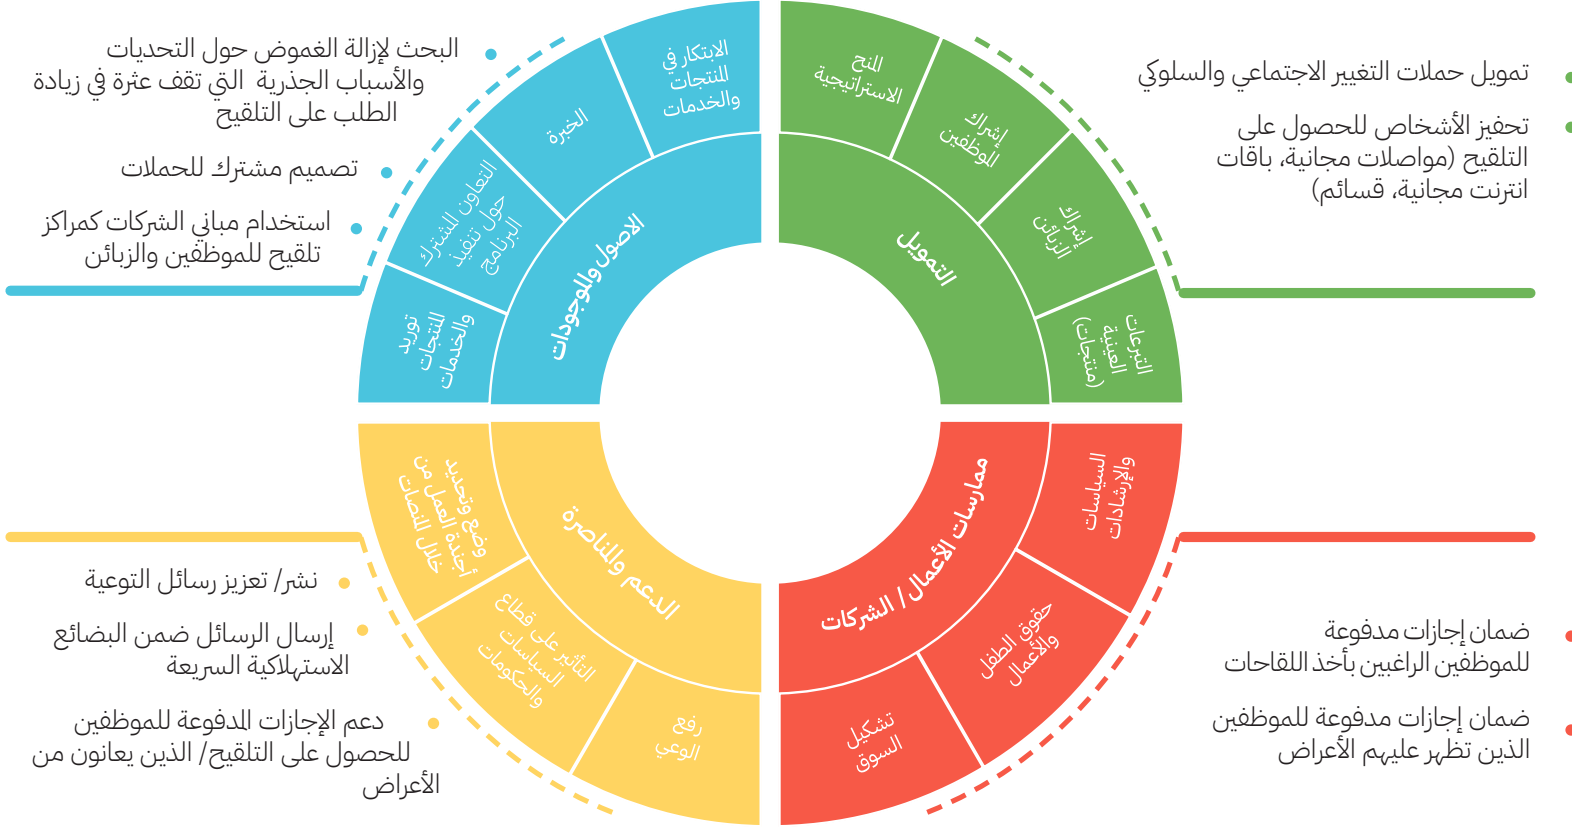 تمويل حملات التغيير الاجتماعي والسلوكي
تحفيز الأشخاص للحصول على
التلقيح (مواصلات مجانية، باقات
انترنت مجانية، قسائم)
المنح
الاستراتيجية
إشراك
الموظفين
إشراك
الزبائن
التبرعات
العينية
(منتجات)
التمويل
الابتكار في
المنتجات
والخدمات
الخبرة
التعاون المشترك
حول تنفيذ
البرنامج
توريد
المنتجات
والخدمات
الاصول والموجودات
البحث لإزالة الغموض حول التحديات
والأسباب الجذرية التي تقف عثرة في زيادة
الطلب على التلقيح
تصميم مشترك للحملات
استخدام مباني الشركات كمراكز
تلقيح للموظفين والزبائن
السياسات
والإرشادات
حقوق الطفل
والأعمال
تشكيل
السوق
ممارسات الأعمال / الشركات
ضمان إجازات مدفوعة
للموظفين الراغبين بأخذ اللقاحات
ضمان إجازات مدفوعة للموظفين
الذين تظهر عليهم الأعراض
وضع وتحديد
أجندة العمل من
خلال المنصات
التأثير على قطاع
السياسات
والحكومات
رفع
الوعي
الدعم والمناصرة
نشر/ تعزيز رسائل التوعية
إرسال الرسائل ضمن البضائع
الاستهلاكية السريعة
دعم الإجازات المدفوعة للموظفين
للحصول على التلقيح/ الذين يعانون من
الأعراض